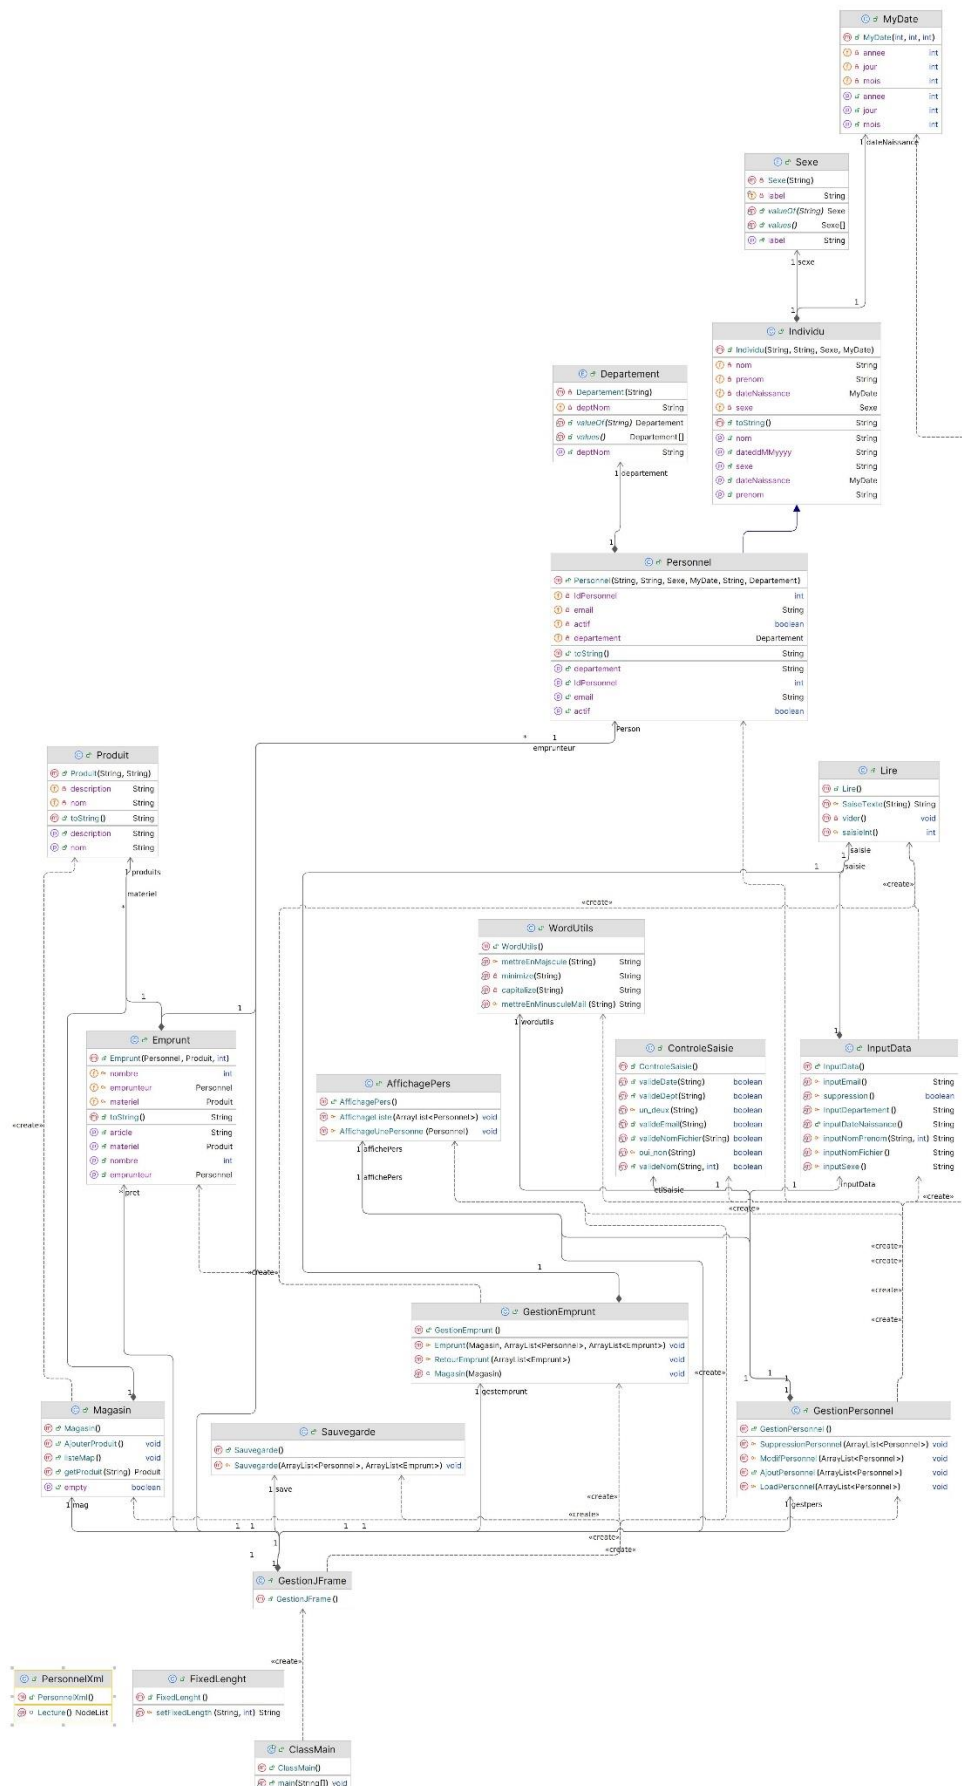 MyDate
MyDate(int, int, int)
annee int
jour int
mois int
annee int
jour int
mois int
1 dateNaissance
Sexe
Sexe(String)
label String
valueOf(String) Sexe
values() Sexe[]
label String
1 sexe
1
1
Individu
Individu(String, String, Sexe, MyDate)
nom String
prenom String
dateNaissance MyDate
sexe Sexe
toString() String
nom String
dateddMMyyyy String
sexe String
dateNaissance MyDate
prenom String
Departement
Departement(String)
deptNom String
valueOf(String) Departement
values() Departement[]
deptNom String
1 departement
1
Personnel
Personnel(String, String, Sexe, MyDate, String, Departement)
IdPersonnel int
email String
actif boolean
departement Departement
toString() String
departement String
IdPersonnel int
email String
actif boolean
Person
* 1
emprunteur
Produit
Produit(String, String)
description String
nom String
toString() String
description String
nom String
1 produits
materiel
*
Lire
Lire()
SaiseTexte(String) String
vider() void
saisieInt() int
saisie
1
1 saisie
«create»
«create»
WordUtils
WordUtils()
mettreEnMajscule(String) String
minimize(String) String
capitalize(String) String
mettreEnMinusculeMail(String) String
1 wordutils
1
1
1
Emprunt
Emprunt(Personnel, Produit, int)
nombre int
emprunteur Personnel
materiel Produit
toString() String
article String
materiel Produit
nombre int
emprunteur Personnel
* pret
«create»
AffichagePers
AffichagePers()
AffichageListe(ArrayList<Personnel>) void
AffichageUnePersonne(Personnel) void
1 affichePers
1 affichePers
ControleSaisie
ControleSaisie()
valideDate(String) boolean
valideDept(String) boolean
un_deux(String) boolean
valideEmail(String) boolean
valideNomFichier(String) boolean
oui_non(String) boolean
valideNom(String, int) boolean
ctlSaisie
InputData
InputData()
inputEmail() String
suppression() boolean
inputDepartement() String
inputDateNaissance() String
inputNomPrenom(String, int) String
inputNomFichier() String
inputSexe() String
inputData
1 1
«create»
«create»
«create»
«create»
«create»
«create»
«create»
1
GestionEmprunt
GestionEmprunt()
Emprunt(Magasin, ArrayList<Personnel>, ArrayList<Emprunt>) void
RetourEmprunt(ArrayList<Emprunt>) void
Magasin(Magasin) void
1 gestemprunt
«create»
1
Magasin
Magasin()
AjouterProduit() void
listeMap() void
getProduit(String) Produit
empty boolean
1 mag
Sauvegarde
Sauvegarde()
Sauvegarde(ArrayList<Personnel>, ArrayList<Emprunt>) void
1 save
1 1 1
1 1
GestionPersonnel
GestionPersonnel()
SuppressionPersonnel(ArrayList<Personnel>) void
ModifPersonnel(ArrayList<Personnel>) void
AjoutPersonnel(ArrayList<Personnel>) void
LoadPersonnel(ArrayList<Personnel>) void
1 gestpers
«create»
1 1 1 1
1
1 1
«create»
«create»
GestionJFrame
GestionJFrame()
«create»
PersonnelXml
PersonnelXml()
Lecture() NodeList
FixedLenght
FixedLenght()
setFixedLength(String, int) String
ClassMain
ClassMain()
main(String[]) void